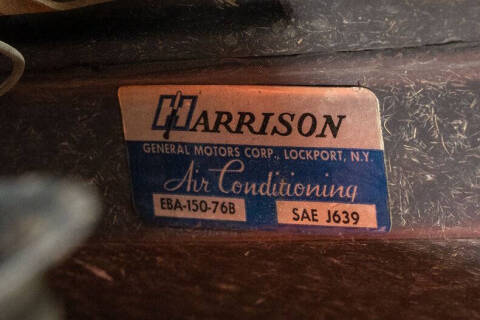 HARRISON
GENERAL MOTORS CORP., LOCKPORT, N.Y.
Air Conditioning
EBA-150-76B SAE J639